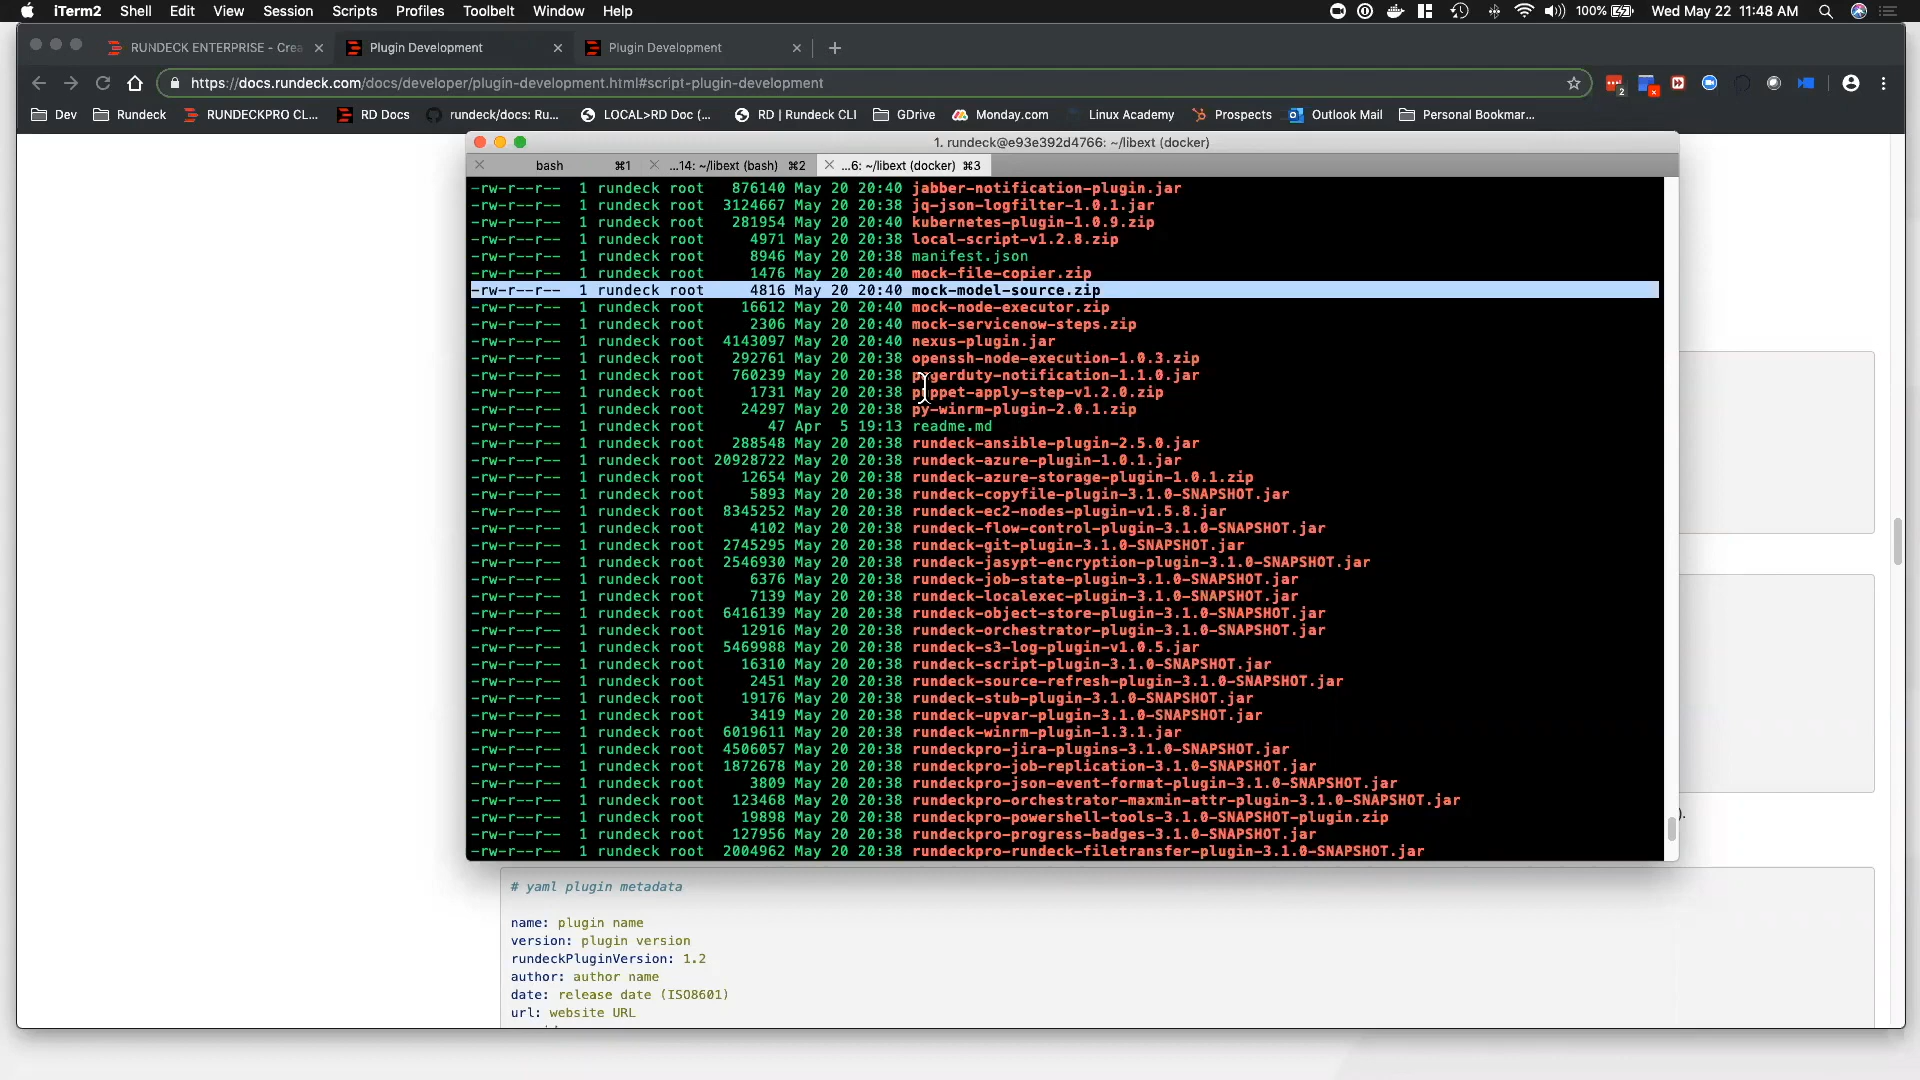 iTerm2 Shell Edit View Session Scripts Profiles Toolbelt Window Help 100% Wed May 22 11:48 AM
RUNDECK ENTERPRISE - Crea Plugin Development Plugin Development
https://docs.rundeck.com/docs/developer/plugin-development.html#script-plugin-development
Dev Rundeck RUNDECKPRO CL... RD Docs rundeck/docs: Ru... LOCAL>RD Doc (... RD | Rundeck CLI GDrive Monday.com Linux Academy Prospects Outlook Mail Personal Bookmar...
1. rundeck@e93e392d4766: ~/libext (docker)
bash ⌘1 ...14: ~/libext (bash) ⌘2 ...6: ~/libext (docker) ⌘3
-rw-r--r-- 1 rundeck root 876140 May 20 20:40 jabber-notification-plugin.jar
-rw-r--r-- 1 rundeck root 3124667 May 20 20:38 jq-json-logfilter-1.0.1.jar
-rw-r--r-- 1 rundeck root 281954 May 20 20:40 kubernetes-plugin-1.0.9.zip
-rw-r--r-- 1 rundeck root 4971 May 20 20:38 local-script-v1.2.8.zip
-rw-r--r-- 1 rundeck root 8946 May 20 20:38 manifest.json
-rw-r--r-- 1 rundeck root 1476 May 20 20:40 mock-file-copier.zip
-rw-r--r-- 1 rundeck root 4816 May 20 20:40 mock-model-source.zip
-rw-r--r-- 1 rundeck root 16612 May 20 20:40 mock-node-executor.zip
-rw-r--r-- 1 rundeck root 2306 May 20 20:40 mock-servicenow-steps.zip
-rw-r--r-- 1 rundeck root 4143097 May 20 20:40 nexus-plugin.jar
-rw-r--r-- 1 rundeck root 292761 May 20 20:38 openssh-node-execution-1.0.3.zip
-rw-r--r-- 1 rundeck root 760239 May 20 20:38 pagerduty-notification-1.1.0.jar
-rw-r--r-- 1 rundeck root 1731 May 20 20:38 puppet-apply-step-v1.2.0.zip
-rw-r--r-- 1 rundeck root 24297 May 20 20:38 py-winrm-plugin-2.0.1.zip
-rw-r--r-- 1 rundeck root 47 Apr 5 19:13 readme.md
-rw-r--r-- 1 rundeck root 288548 May 20 20:38 rundeck-ansible-plugin-2.5.0.jar
-rw-r--r-- 1 rundeck root 20928722 May 20 20:38 rundeck-azure-plugin-1.0.1.jar
-rw-r--r-- 1 rundeck root 12654 May 20 20:38 rundeck-azure-storage-plugin-1.0.1.zip
-rw-r--r-- 1 rundeck root 5893 May 20 20:38 rundeck-copyfile-plugin-3.1.0-SNAPSHOT.jar
-rw-r--r-- 1 rundeck root 8345252 May 20 20:38 rundeck-ec2-nodes-plugin-v1.5.8.jar
-rw-r--r-- 1 rundeck root 4102 May 20 20:38 rundeck-flow-control-plugin-3.1.0-SNAPSHOT.jar
-rw-r--r-- 1 rundeck root 2745295 May 20 20:38 rundeck-git-plugin-3.1.0-SNAPSHOT.jar
-rw-r--r-- 1 rundeck root 2546930 May 20 20:38 rundeck-jasypt-encryption-plugin-3.1.0-SNAPSHOT.jar
-rw-r--r-- 1 rundeck root 6376 May 20 20:38 rundeck-job-state-plugin-3.1.0-SNAPSHOT.jar
-rw-r--r-- 1 rundeck root 7139 May 20 20:38 rundeck-localexec-plugin-3.1.0-SNAPSHOT.jar
-rw-r--r-- 1 rundeck root 6416139 May 20 20:38 rundeck-object-store-plugin-3.1.0-SNAPSHOT.jar
-rw-r--r-- 1 rundeck root 12916 May 20 20:38 rundeck-orchestrator-plugin-3.1.0-SNAPSHOT.jar
-rw-r--r-- 1 rundeck root 5469988 May 20 20:38 rundeck-s3-log-plugin-v1.0.5.jar
-rw-r--r-- 1 rundeck root 16310 May 20 20:38 rundeck-script-plugin-3.1.0-SNAPSHOT.jar
-rw-r--r-- 1 rundeck root 2451 May 20 20:38 rundeck-source-refresh-plugin-3.1.0-SNAPSHOT.jar
-rw-r--r-- 1 rundeck root 19176 May 20 20:38 rundeck-stub-plugin-3.1.0-SNAPSHOT.jar
-rw-r--r-- 1 rundeck root 3419 May 20 20:38 rundeck-upvar-plugin-3.1.0-SNAPSHOT.jar
-rw-r--r-- 1 rundeck root 6019611 May 20 20:38 rundeck-winrm-plugin-1.3.1.jar
-rw-r--r-- 1 rundeck root 4506057 May 20 20:38 rundeckpro-jira-plugins-3.1.0-SNAPSHOT.jar
-rw-r--r-- 1 rundeck root 1872678 May 20 20:38 rundeckpro-job-replication-3.1.0-SNAPSHOT.jar
-rw-r--r-- 1 rundeck root 3809 May 20 20:38 rundeckpro-json-event-format-plugin-3.1.0-SNAPSHOT.jar
-rw-r--r-- 1 rundeck root 123468 May 20 20:38 rundeckpro-orchestrator-maxmin-attr-plugin-3.1.0-SNAPSHOT.jar
-rw-r--r-- 1 rundeck root 19898 May 20 20:38 rundeckpro-powershell-tools-3.1.0-SNAPSHOT-plugin.zip
-rw-r--r-- 1 rundeck root 127956 May 20 20:38 rundeckpro-progress-badges-3.1.0-SNAPSHOT.jar
-rw-r--r-- 1 rundeck root 2004962 May 20 20:38 rundeckpro-rundeck-filetransfer-plugin-3.1.0-SNAPSHOT.jar
).
# yaml plugin metadata
name: plugin name
version: plugin version
rundeckPluginVersion: 1.2
author: author name
date: release date (ISO8601)
url: website URL